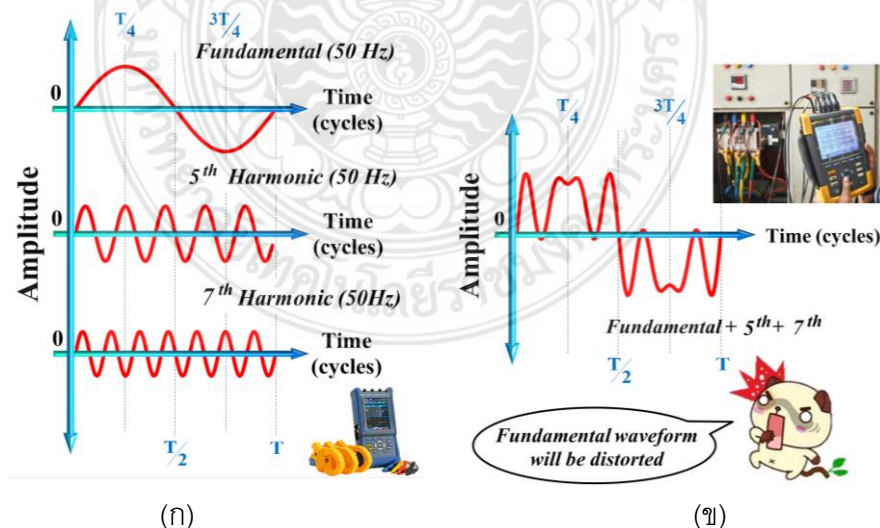 T/4
3T/4
Fundamental (50 Hz)
0
Time
(cycles)
5th Harmonic (50 Hz)
0
Time
(cycles)
7th Harmonic (50Hz)
0
Time
(cycles)
Amplitude
T/2
T
(ก)
T/4
3T/4
0
Time (cycles)
Amplitude
Fundamental + 5th + 7th
T/2
T
Fundamental waveform
will be distorted
(ข)